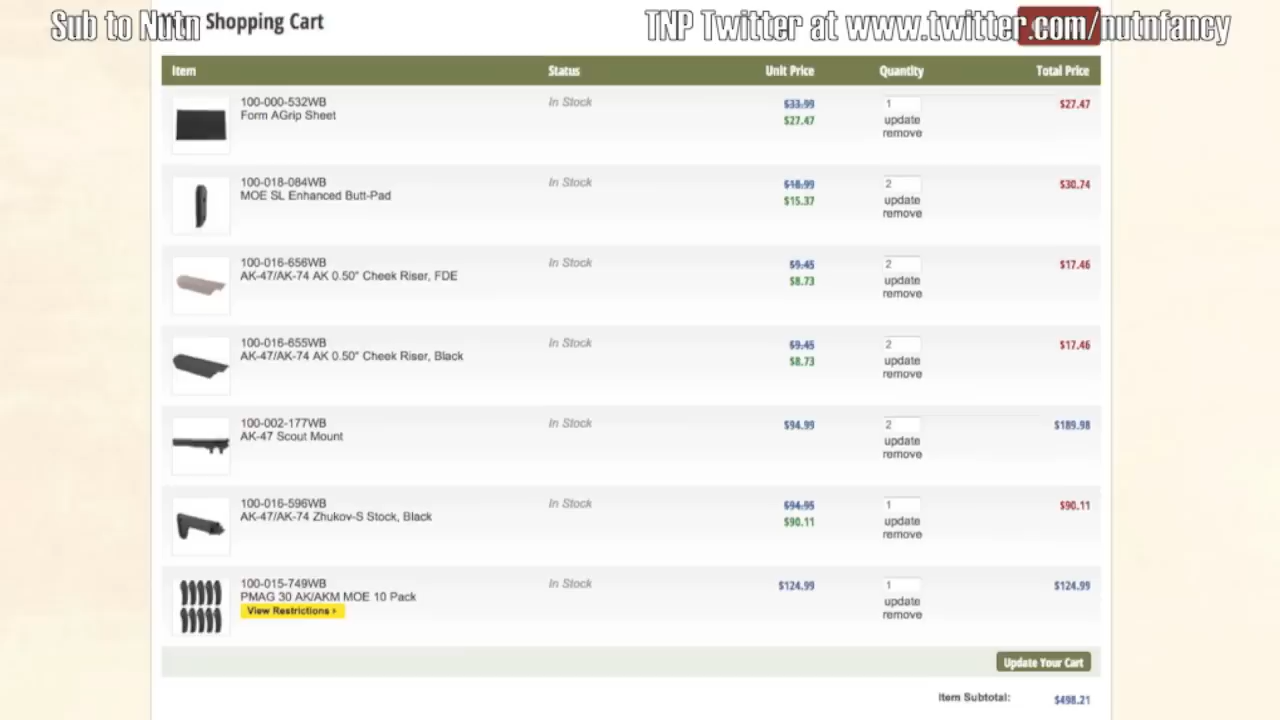 Sub to Nutn
Shopping Cart
TNP Twitter at www.twitter.com/nutnfancy
Item Status Unit Price Quantity Total Price
100-000-532WB In Stock $33.99 1 $27.47
Form AGrip Sheet $27.47 update
remove
100-018-084WB In Stock $18.99 2 $30.74
MOE SL Enhanced Butt-Pad $15.37 update
remove
100-016-656WB In Stock $9.45 2 $17.46
AK-47/AK-74 AK 0.50" Cheek Riser, FDE $8.73 update
remove
100-016-655WB In Stock $9.45 2 $17.46
AK-47/AK-74 AK 0.50" Cheek Riser, Black $8.73 update
remove
100-002-177WB In Stock $94.99 2 $189.98
AK-47 Scout Mount update
remove
100-016-596WB In Stock $94.95 1 $90.11
AK-47/AK-74 Zhukov-S Stock, Black $90.11 update
remove
100-015-749WB In Stock $124.99 1 $124.99
PMAG 30 AK/AKM MOE 10 Pack update
View Restrictions › remove
Update Your Cart
Item Subtotal: $498.21